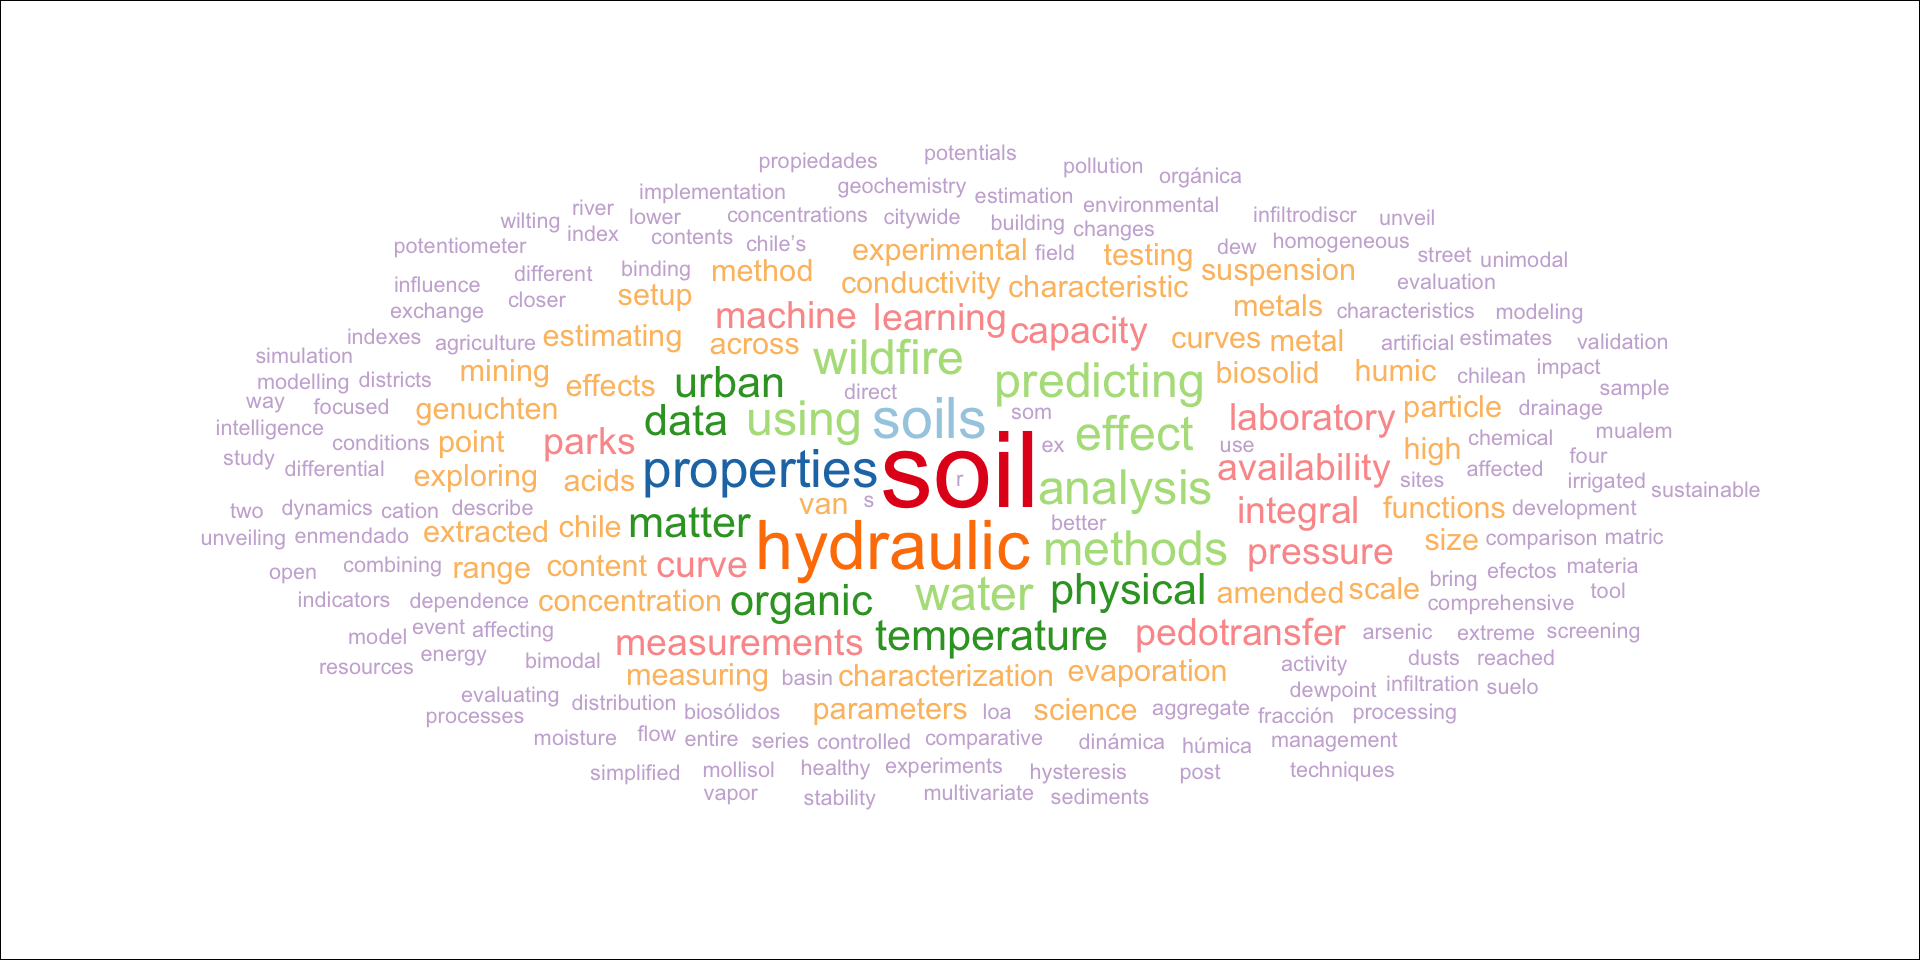 propiedades potentials pollution orgánica
implementation geochemistry estimation environmental
wilting river lower concentrations citywide building changes infiltrodiscr unveil
potentiometer index contents chile’s experimental field testing dew homogeneous street unimodal
influence different binding method conductivity characteristic suspension evaluation
exchange closer setup machine learning capacity metals characteristics modeling
indexes agriculture estimating across wildfire curves metal artificial estimates validation
simulation mining effects urban predicting biosolid humic chilean impact
modelling districts direct sample
way focused genuchten data using soils som laboratory particle drainage
intelligence conditions point parks effect high chemical mualem
study differential exploring acids properties soil ex use availability sites affected four
r analysis irrigated sustainable
two dynamics cation describe van s integral functions development
unveiling enmendado extracted chile matter hydraulic better size comparison matric
open combining range content curve methods pressure bring efectos materia
indicators dependence concentration organic water physical amended scale comprehensive tool
model event affecting measurements temperature pedotransfer arsenic extreme screening
resources energy bimodal measuring basin characterization evaporation activity dusts reached
evaluating distribution biosólidos parameters loa science aggregate dewpoint infiltration suelo
processes fracción processing
moisture flow entire series controlled comparative dinámica húmica management
simplified mollisol healthy experiments hysteresis post techniques
vapor stability multivariate sediments